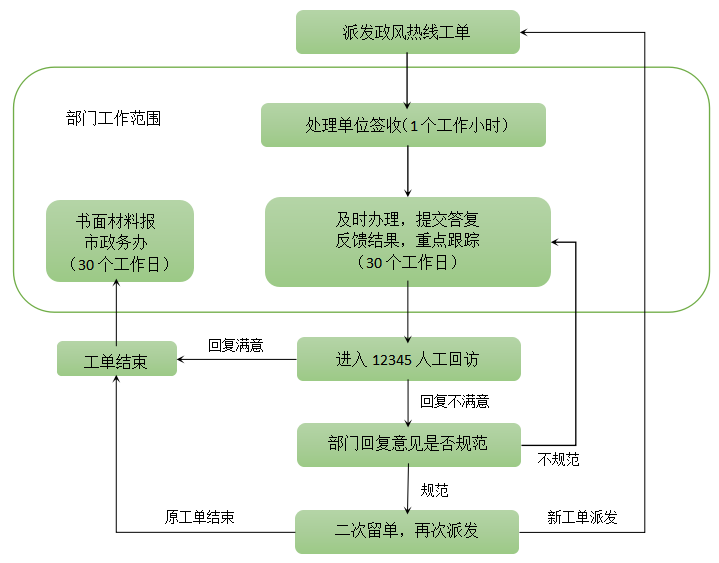 派发政风热线工单
部门工作范围
处理单位签收（1个工作小时）
书面材料报
市政务办
（30个工作日）
及时办理，提交答复
反馈结果，重点跟踪
（30个工作日）
工单结束
回复满意
进入12345人工回访
回复不满意
部门回复意见是否规范
不规范
规范
原工单结束
二次留单，再次派发
新工单派发